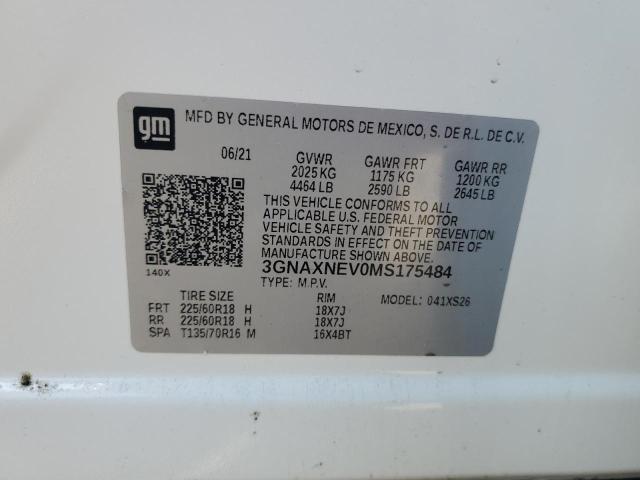 gm MFD BY GENERAL MOTORS DE MEXICO, S. DE R.L. DE C.V.
06/21 GVWR GAWR FRT GAWR RR
2025 KG 1175 KG 1200 KG
4464 LB 2590 LB 2645 LB
THIS VEHICLE CONFORMS TO ALL
APPLICABLE U.S. FEDERAL MOTOR
VEHICLE SAFETY AND THEFT PREVENTION
STANDARDS IN EFFECT ON THE DATE OF
MANUFACTURE SHOWN ABOVE.
3GNAXNEV0MS175484
140X TYPE: M.P.V.
TIRE SIZE RIM MODEL: 041XS26
FRT 225/60R18 H 18X7J
RR 225/60R18 H 18X7J
SPA T135/70R16 M 16X4BT